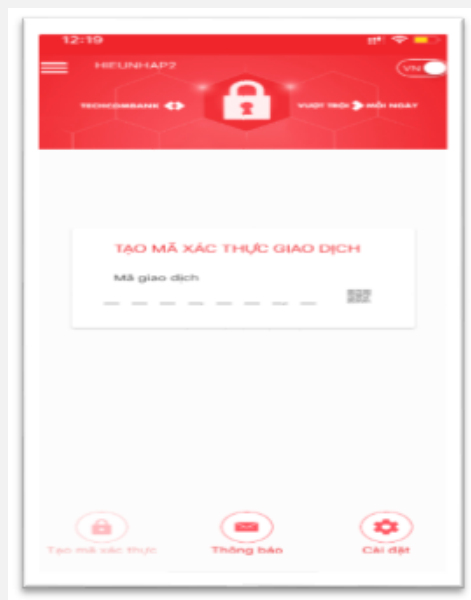 12:19
HIEUNHAP2
VN
TECHCOMBANK
VƯỢT TRỘI MỖI NGÀY
TẠO MÃ XÁC THỰC GIAO DỊCH
Mã giao dịch
Tạo mã xác thực
Thông báo
Cài đặt